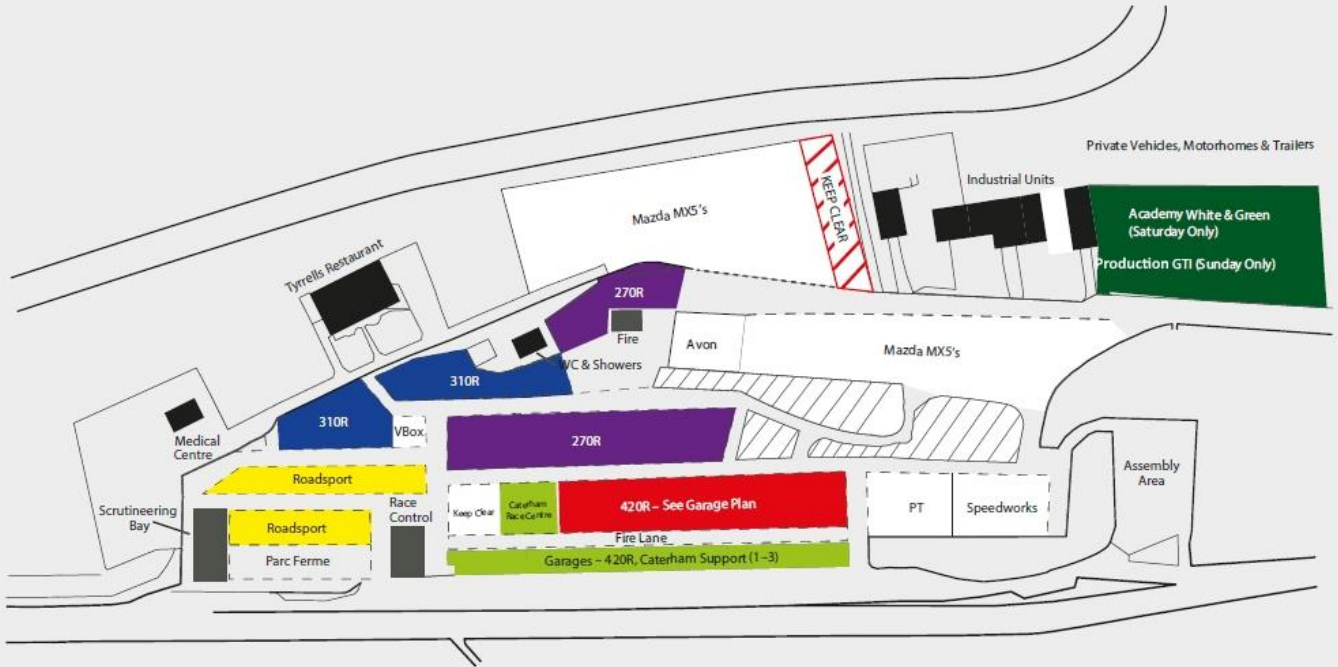 Private Vehicles, Motorhomes & Trailers
Industrial Units
KEEP CLEAR
Mazda MX5's
Academy White & Green
(Saturday Only)
Production GTI (Sunday Only)
Tyrrells Restaurant
270R
Fire
Avon
Mazda MX5's
WC & Showers
310R
310R
VBox
Medical
Centre
270R
Assembly
Area
Roadsport
Scrutineering
Bay
Roadsport
Parc Ferme
Race
Control
Keep Clear
Caterham
Race Centre
420R – See Garage Plan
PT
Speedworks
Fire Lane
Garages – 420R, Caterham Support (1–3)